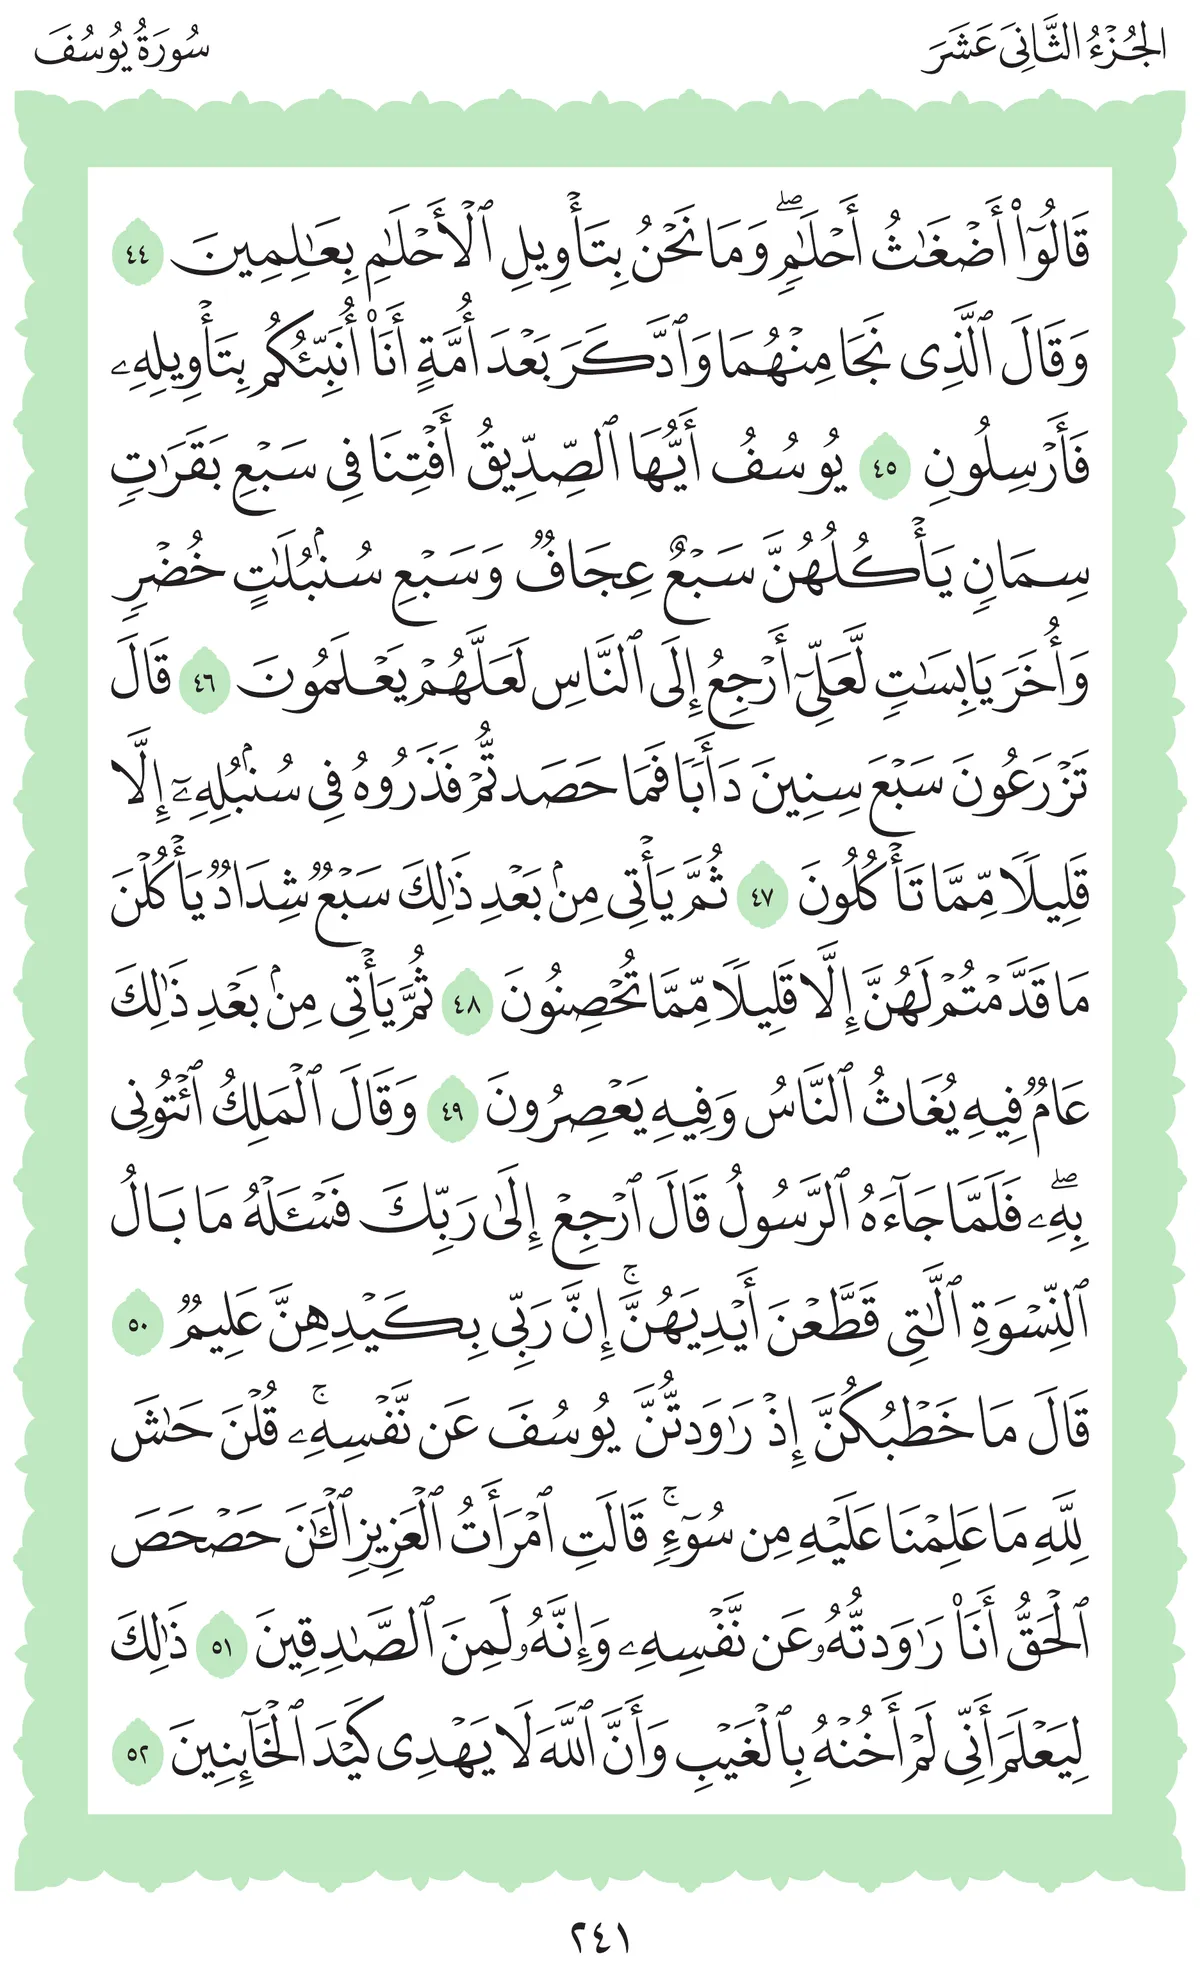 الجُزْءُ الثَّانِىَ عَشَرَ
سُورَةُ يُوسُفَ
قَالُوٓا۟ أَضْغَـٰثُ أَحْلَـٰمٍۢ ۖ وَمَا نَحْنُ بِتَأْوِيلِ ٱلْأَحْلَـٰمِ بِعَـٰلِمِينَ ٤٤
وَقَالَ ٱلَّذِى نَجَا مِنْهُمَا وَٱدَّكَرَ بَعْدَ أُمَّةٍ أَنَا۠ أُنَبِّئُكُم بِتَأْوِيلِهِۦ
فَأَرْسِلُونِ ٤٥ يُوسُفُ أَيُّهَا ٱلصِّدِّيقُ أَفْتِنَا فِى سَبْعِ بَقَرَٰتٍۢ
سِمَانٍۢ يَأْكُلُهُنَّ سَبْعٌ عِجَافٌۭ وَسَبْعِ سُنۢبُلَـٰتٍ خُضْرٍۢ
وَأُخَرَ يَابِسَـٰتٍۢ لَّعَلِّىٓ أَرْجِعُ إِلَى ٱلنَّاسِ لَعَلَّهُمْ يَعْلَمُونَ ٤٦ قَالَ
تَزْرَعُونَ سَبْعَ سِنِينَ دَأَبًۭا فَمَا حَصَدتُّمْ فَذَرُوهُ فِى سُنۢبُلِهِۦٓ إِلَّا
قَلِيلًۭا مِّمَّا تَأْكُلُونَ ٤٧ ثُمَّ يَأْتِى مِنۢ بَعْدِ ذَٰلِكَ سَبْعٌۭ شِدَادٌۭ يَأْكُلْنَ
مَا قَدَّمْتُمْ لَهُنَّ إِلَّا قَلِيلًۭا مِّمَّا تُحْصِنُونَ ٤٨ ثُمَّ يَأْتِى مِنۢ بَعْدِ ذَٰلِكَ
عَامٌۭ فِيهِ يُغَاثُ ٱلنَّاسُ وَفِيهِ يَعْصِرُونَ ٤٩ وَقَالَ ٱلْمَلِكُ ٱئْتُونِى
بِهِۦ ۖ فَلَمَّا جَآءَهُ ٱلرَّسُولُ قَالَ ٱرْجِعْ إِلَىٰ رَبِّكَ فَسْـَٔلْهُ مَا بَالُ
ٱلنِّسْوَةِ ٱلَّـٰتِى قَطَّعْنَ أَيْدِيَهُنَّ ۚ إِنَّ رَبِّى بِكَيْدِهِنَّ عَلِيمٌۭ ٥٠
قَالَ مَا خَطْبُكُنَّ إِذْ رَٰوَدتُّنَّ يُوسُفَ عَن نَّفْسِهِۦ ۚ قُلْنَ حَـٰشَ
لِلَّهِ مَا عَلِمْنَا عَلَيْهِ مِن سُوٓءٍۢ ۚ قَالَتِ ٱمْرَأَتُ ٱلْعَزِيزِ ٱلْـَٔـٰنَ حَصْحَصَ
ٱلْحَقُّ أَنَا۠ رَٰوَدتُّهُۥ عَن نَّفْسِهِۦ وَإِنَّهُۥ لَمِنَ ٱلصَّـٰدِقِينَ ٥١ ذَٰلِكَ
لِيَعْلَمَ أَنِّى لَمْ أَخُنْهُ بِٱلْغَيْبِ وَأَنَّ ٱللَّهَ لَا يَهْدِى كَيْدَ ٱلْخَآئِنِينَ ٥٢
٢٤١